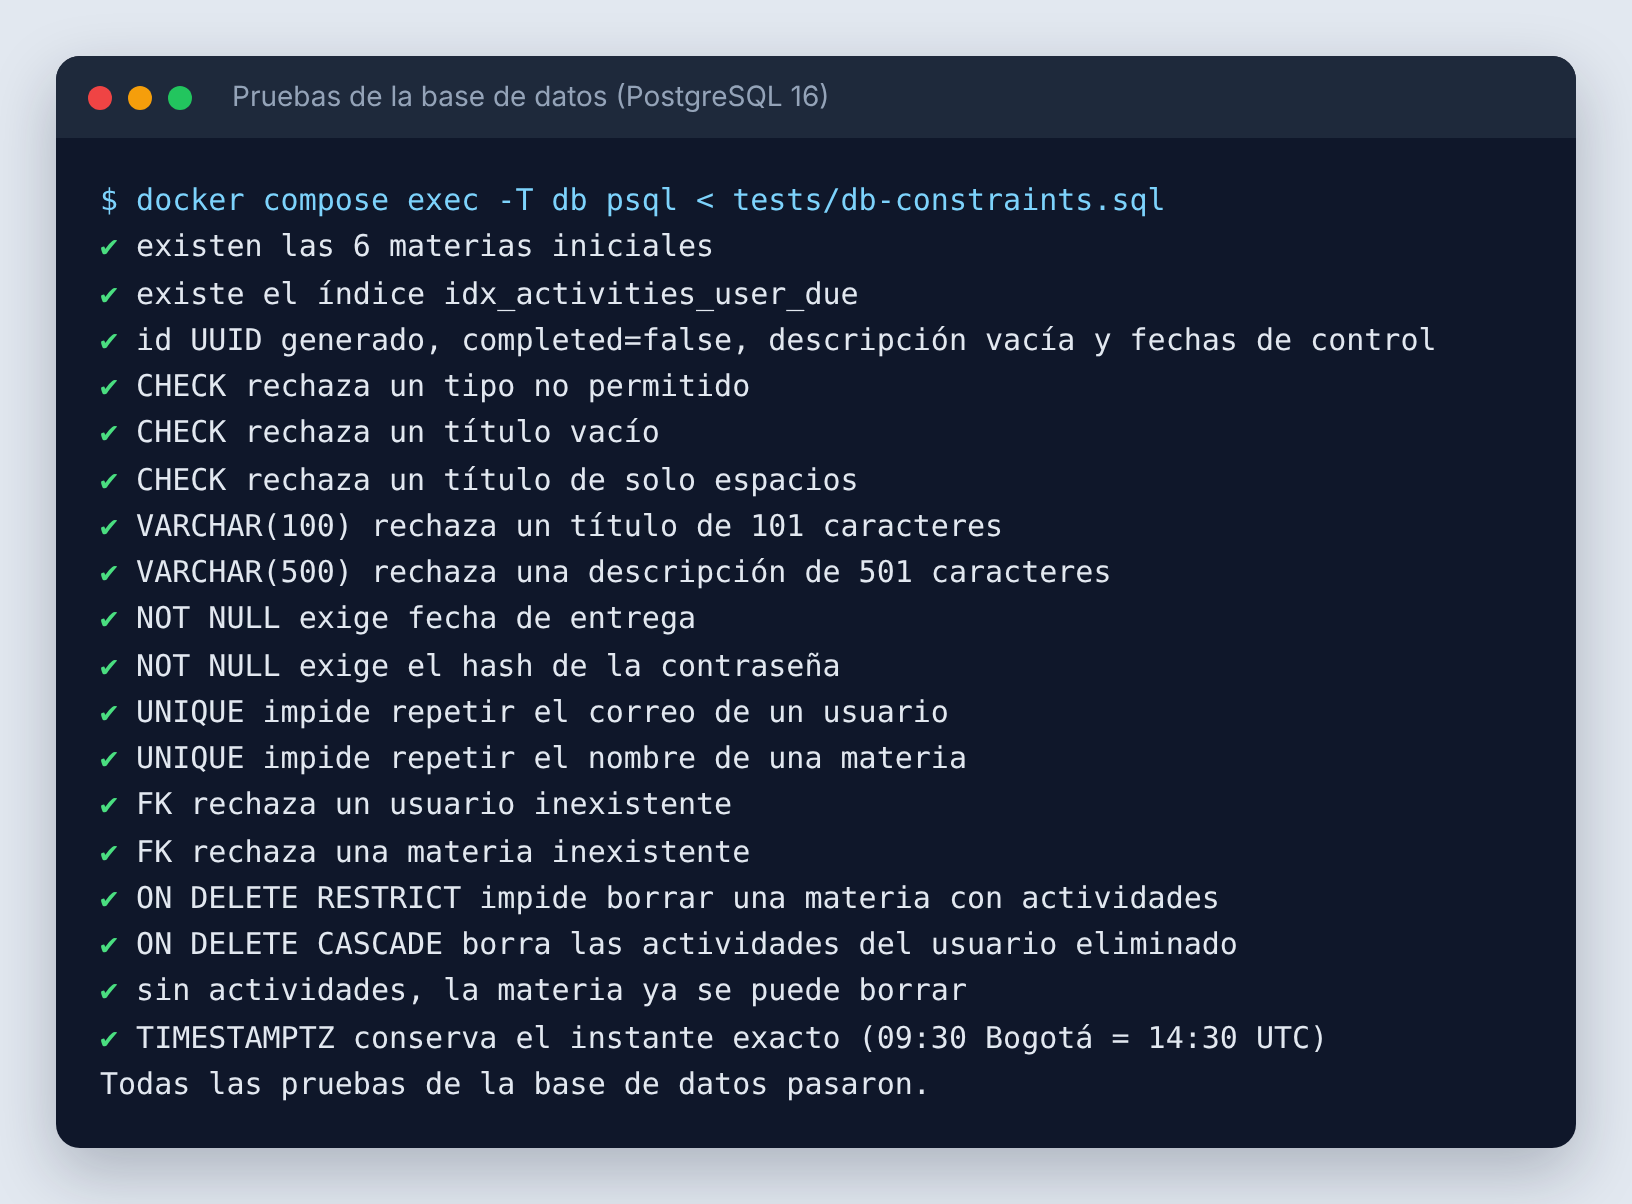 Pruebas de la base de datos (PostgreSQL 16)
$ docker compose exec -T db psql < tests/db-constraints.sql
✔ existen las 6 materias iniciales
✔ existe el índice idx_activities_user_due
✔ id UUID generado, completed=false, descripción vacía y fechas de control
✔ CHECK rechaza un tipo no permitido
✔ CHECK rechaza un título vacío
✔ CHECK rechaza un título de solo espacios
✔ VARCHAR(100) rechaza un título de 101 caracteres
✔ VARCHAR(500) rechaza una descripción de 501 caracteres
✔ NOT NULL exige fecha de entrega
✔ NOT NULL exige el hash de la contraseña
✔ UNIQUE impide repetir el correo de un usuario
✔ UNIQUE impide repetir el nombre de una materia
✔ FK rechaza un usuario inexistente
✔ FK rechaza una materia inexistente
✔ ON DELETE RESTRICT impide borrar una materia con actividades
✔ ON DELETE CASCADE borra las actividades del usuario eliminado
✔ sin actividades, la materia ya se puede borrar
✔ TIMESTAMPTZ conserva el instante exacto (09:30 Bogotá = 14:30 UTC)
Todas las pruebas de la base de datos pasaron.